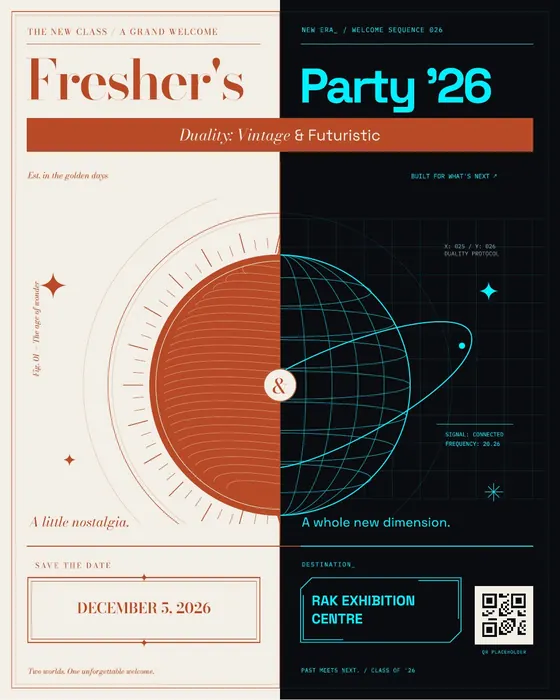 THE NEW CLASS / A GRAND WELCOME
NEW ERA_ / WELCOME SEQUENCE 026
Fresher's
Party ’26
Duality: Vintage & Futuristic
Est. in the golden days
BUILT FOR WHAT'S NEXT ↗
X: 025 / Y: 026
DUALITY PROTOCOL
Fig. 01 — The age of wonder
&
SIGNAL: CONNECTED
FREQUENCY: 20.26
A little nostalgia.
A whole new dimension.
SAVE THE DATE
DECEMBER 5, 2026
DESTINATION_
RAK EXHIBITION
CENTRE
QR PLACEHOLDER
Two worlds. One unforgettable welcome.
PAST MEETS NEXT. / CLASS OF '26